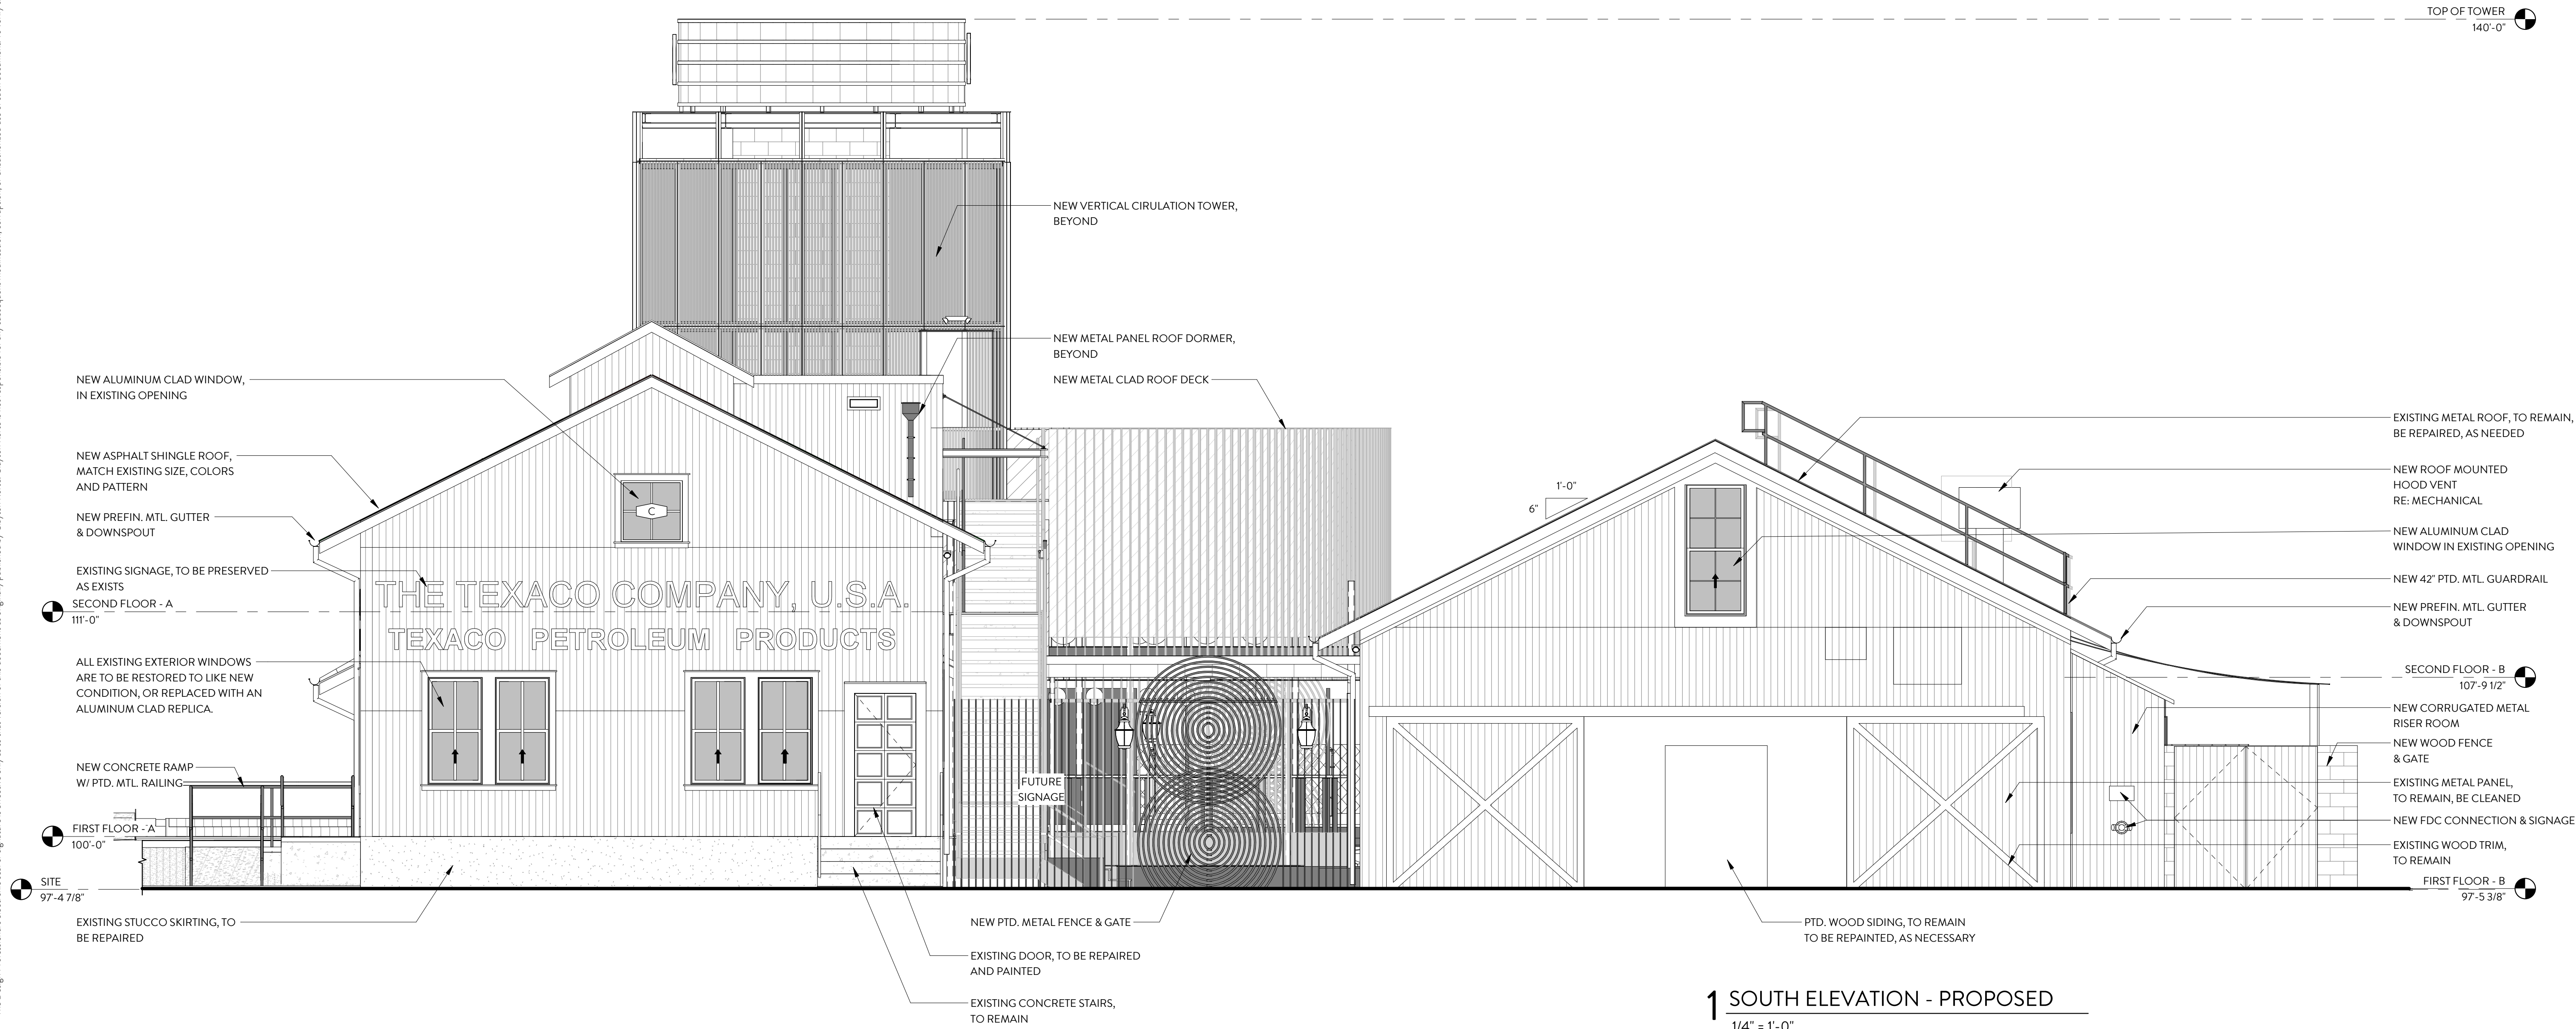 TOP OF TOWER
140'-0"
NEW VERTICAL CIRULATION TOWER,
BEYOND
NEW METAL PANEL ROOF DORMER,
BEYOND
NEW METAL CLAD ROOF DECK
NEW ALUMINUM CLAD WINDOW,
IN EXISTING OPENING
NEW ASPHALT SHINGLE ROOF,
MATCH EXISTING SIZE, COLORS
AND PATTERN
NEW PREFIN. MTL. GUTTER
& DOWNSPOUT
EXISTING SIGNAGE, TO BE PRESERVED
AS EXISTS
SECOND FLOOR - A
111'-0"
ALL EXISTING EXTERIOR WINDOWS
ARE TO BE RESTORED TO LIKE NEW
CONDITION, OR REPLACED WITH AN
ALUMINUM CLAD REPLICA.
NEW CONCRETE RAMP
W/ PTD. MTL. RAILING
FIRST FLOOR - A
100'-0"
SITE
97'-4 7/8"
EXISTING STUCCO SKIRTING, TO
BE REPAIRED
C
THE TEXACO COMPANY, U.S.A.
TEXACO PETROLEUM PRODUCTS
FUTURE
SIGNAGE
1'-0"
6"
NEW PTD. METAL FENCE & GATE
EXISTING DOOR, TO BE REPAIRED
AND PAINTED
EXISTING CONCRETE STAIRS,
TO REMAIN
PTD. WOOD SIDING, TO REMAIN
TO BE REPAINTED, AS NECESSARY
EXISTING METAL ROOF, TO REMAIN,
BE REPAIRED, AS NEEDED
NEW ROOF MOUNTED
HOOD VENT
RE: MECHANICAL
NEW ALUMINUM CLAD
WINDOW IN EXISTING OPENING
NEW 42" PTD. MTL. GUARDRAIL
NEW PREFIN. MTL. GUTTER
& DOWNSPOUT
SECOND FLOOR - B
107'-9 1/2"
NEW CORRUGATED METAL
RISER ROOM
NEW WOOD FENCE
& GATE
EXISTING METAL PANEL,
TO REMAIN, BE CLEANED
NEW FDC CONNECTION & SIGNAGE
EXISTING WOOD TRIM,
TO REMAIN
FIRST FLOOR - B
97'-5 3/8"
1 SOUTH ELEVATION - PROPOSED
1/4" = 1'-0"